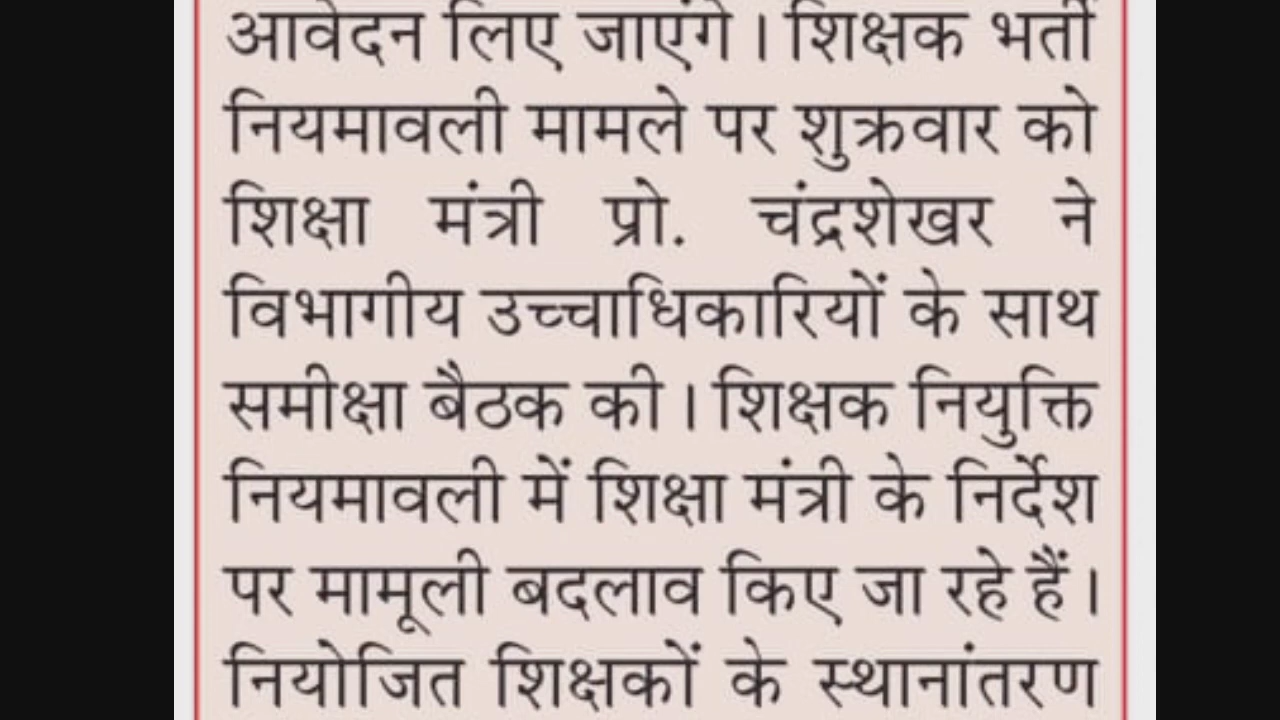 आवेदन लिए जाएंगे। शिक्षक भर्ती
नियमावली मामले पर शुक्रवार को
शिक्षा मंत्री प्रो. चंद्रशेखर ने
विभागीय उच्चाधिकारियों के साथ
समीक्षा बैठक की। शिक्षक नियुक्ति
नियमावली में शिक्षा मंत्री के निर्देश
पर मामूली बदलाव किए जा रहे हैं।
नियोजित शिक्षकों के स्थानांतरण